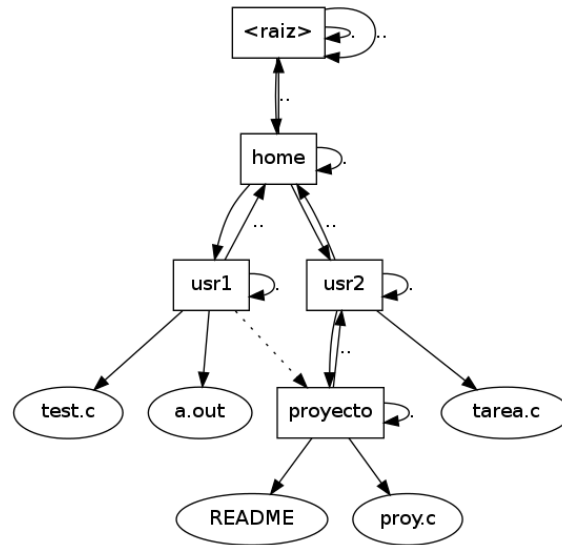 <raiz>
.
..
..
home
.
..
..
usr1
.
usr2
.
..
test.c
a.out
proyecto
.
tarea.c
README
proy.c